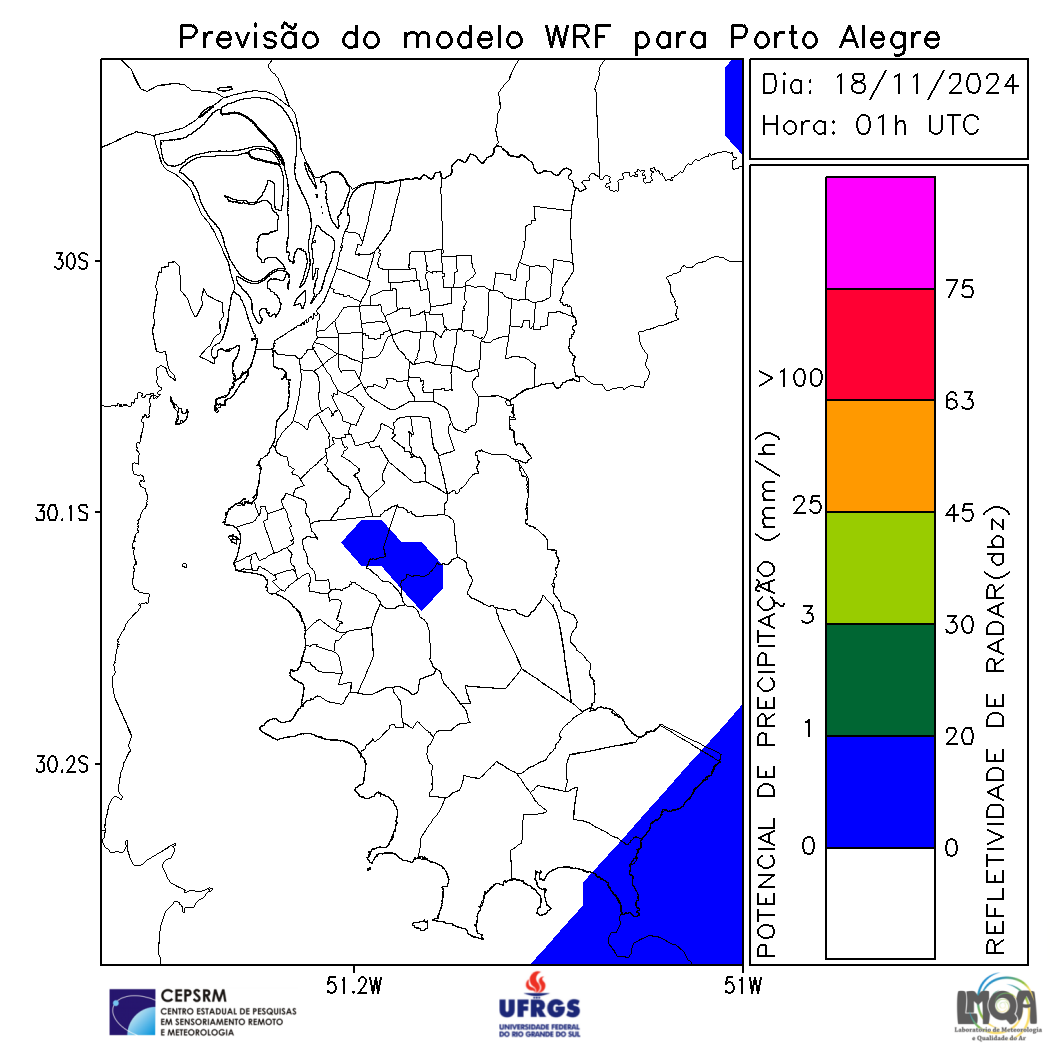 Previsão do modelo WRF para Porto Alegre
Dia: 18/11/2024
Hora: 01h UTC
30S
30.1S
30.2S
51.2W
51W
POTENCIAL DE PRECIPITAÇÃO (mm/h)
>100
25
3
1
0
75
63
45
30
20
0
REFLETIVIDADE DE RADAR(dbz)
CEPSRM
CENTRO ESTADUAL DE PESQUISAS
EM SENSORIAMENTO REMOTO
E METEOROLOGIA
UFRGS
UNIVERSIDADE FEDERAL
DO RIO GRANDE DO SUL
LMQA
Laboratório de Meteorologia
e Qualidade do Ar